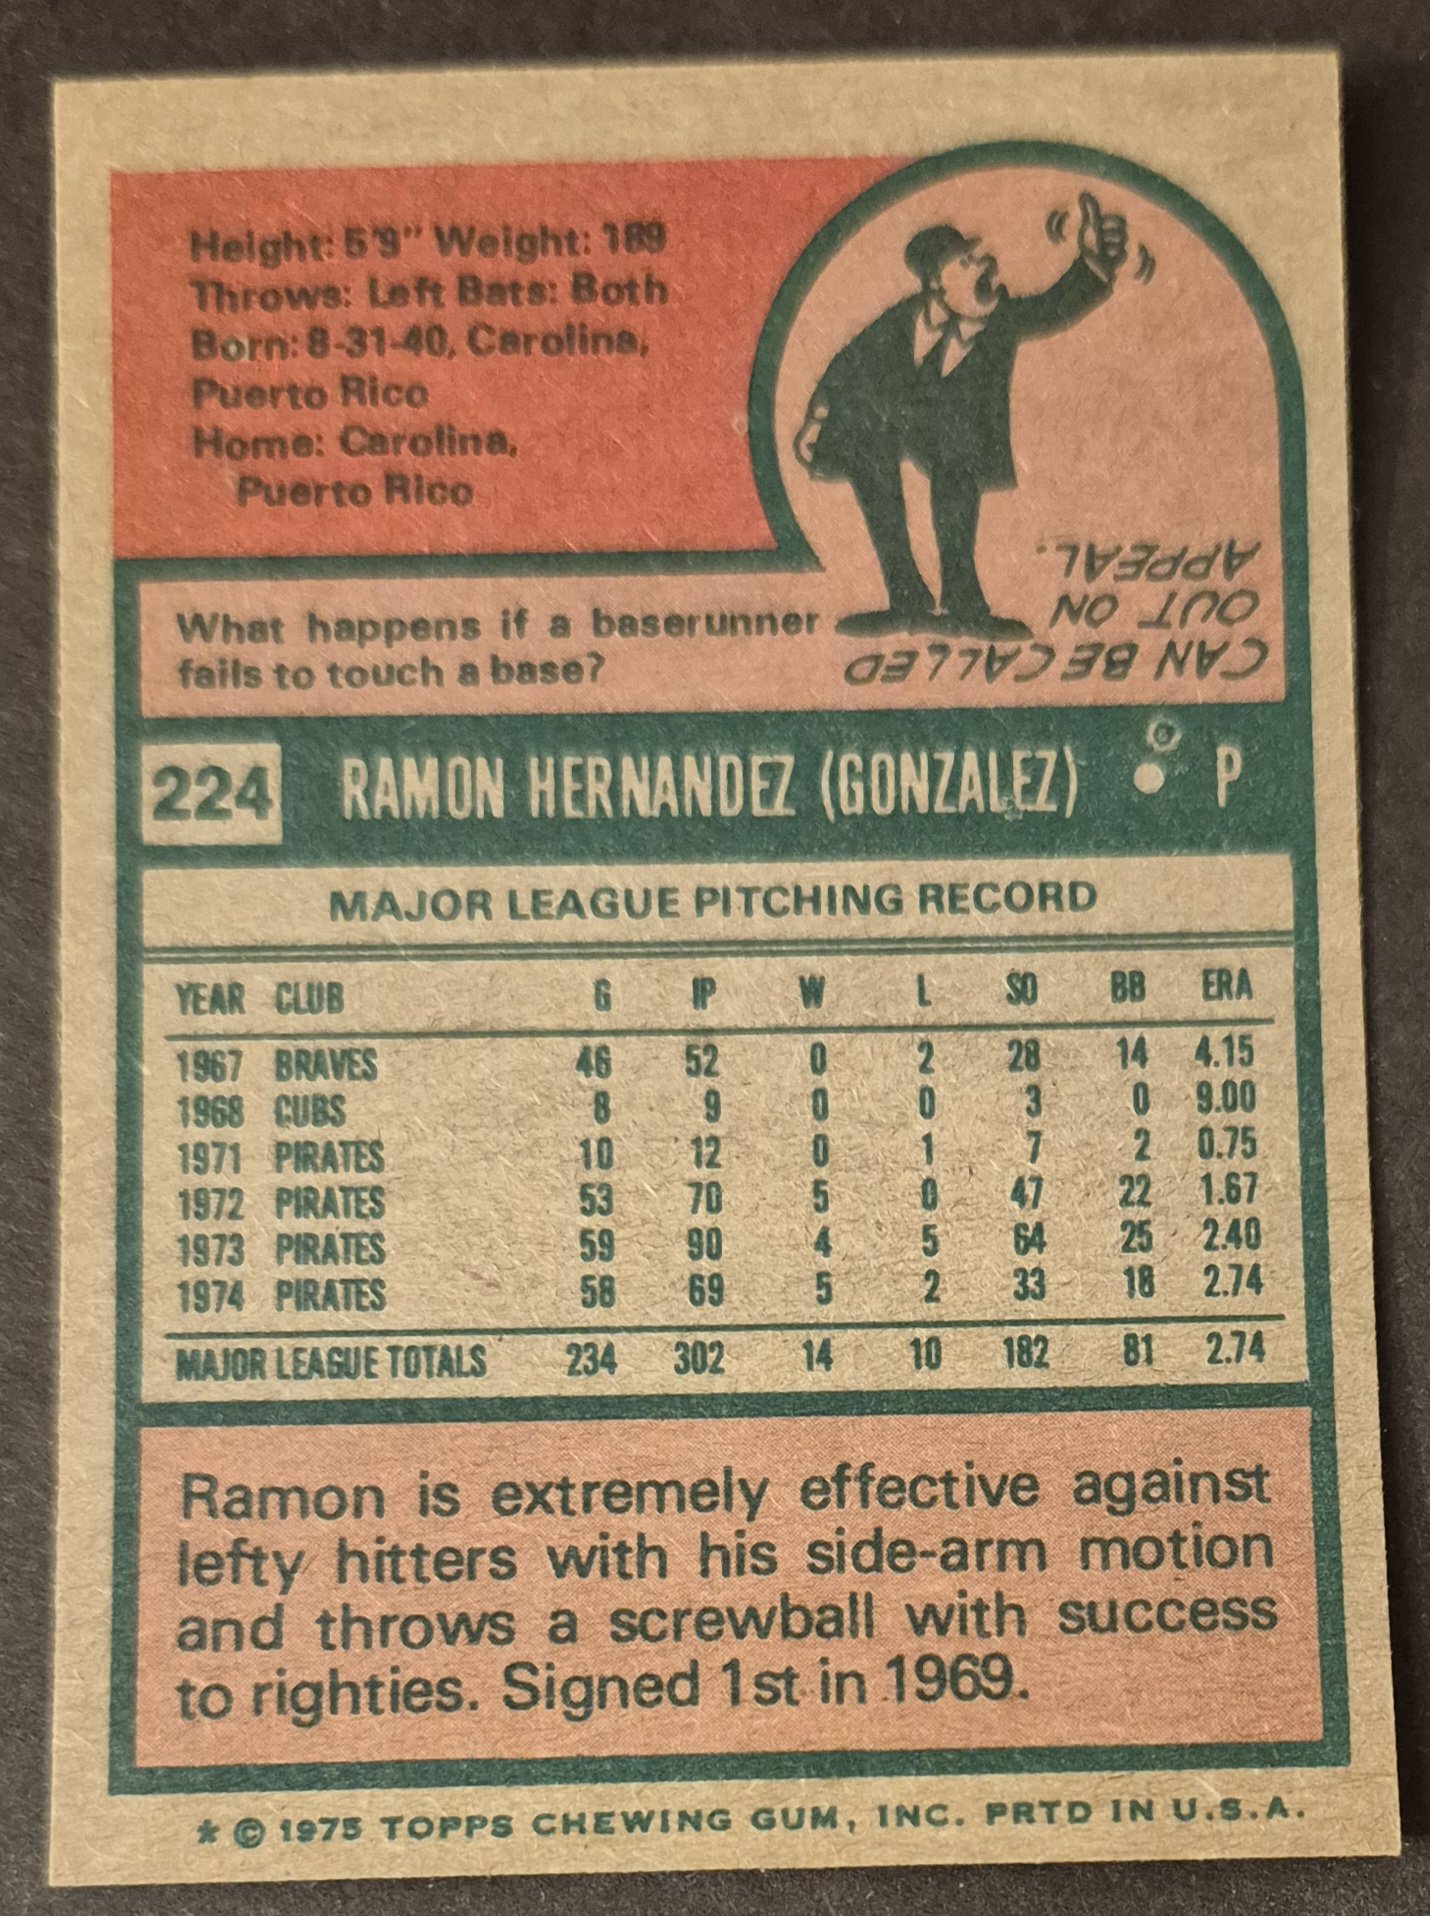 Height: 5'9" Weight: 189
Throws: Left Bats: Both
Born: 8-31-40, Carolina,
Puerto Rico
Home: Carolina,
Puerto Rico
What happens if a baserunner
fails to touch a base?
CAN BE CALLED
OUT ON
APPEAL.
224 RAMON HERNANDEZ (GONZALEZ) • P
MAJOR LEAGUE PITCHING RECORD
YEAR CLUB G IP W L SO BB ERA
1967 BRAVES 46 52 0 2 28 14 4.15
1968 CUBS 8 9 0 0 3 0 9.00
1971 PIRATES 10 12 0 1 7 2 0.75
1972 PIRATES 53 70 5 0 47 22 1.67
1973 PIRATES 59 90 4 5 64 25 2.40
1974 PIRATES 58 69 5 2 33 18 2.74
MAJOR LEAGUE TOTALS 234 302 14 10 182 81 2.74
Ramon is extremely effective against
lefty hitters with his side-arm motion
and throws a screwball with success
to righties. Signed 1st in 1969.
* © 1975 TOPPS CHEWING GUM, INC. PRTD IN U.S.A.